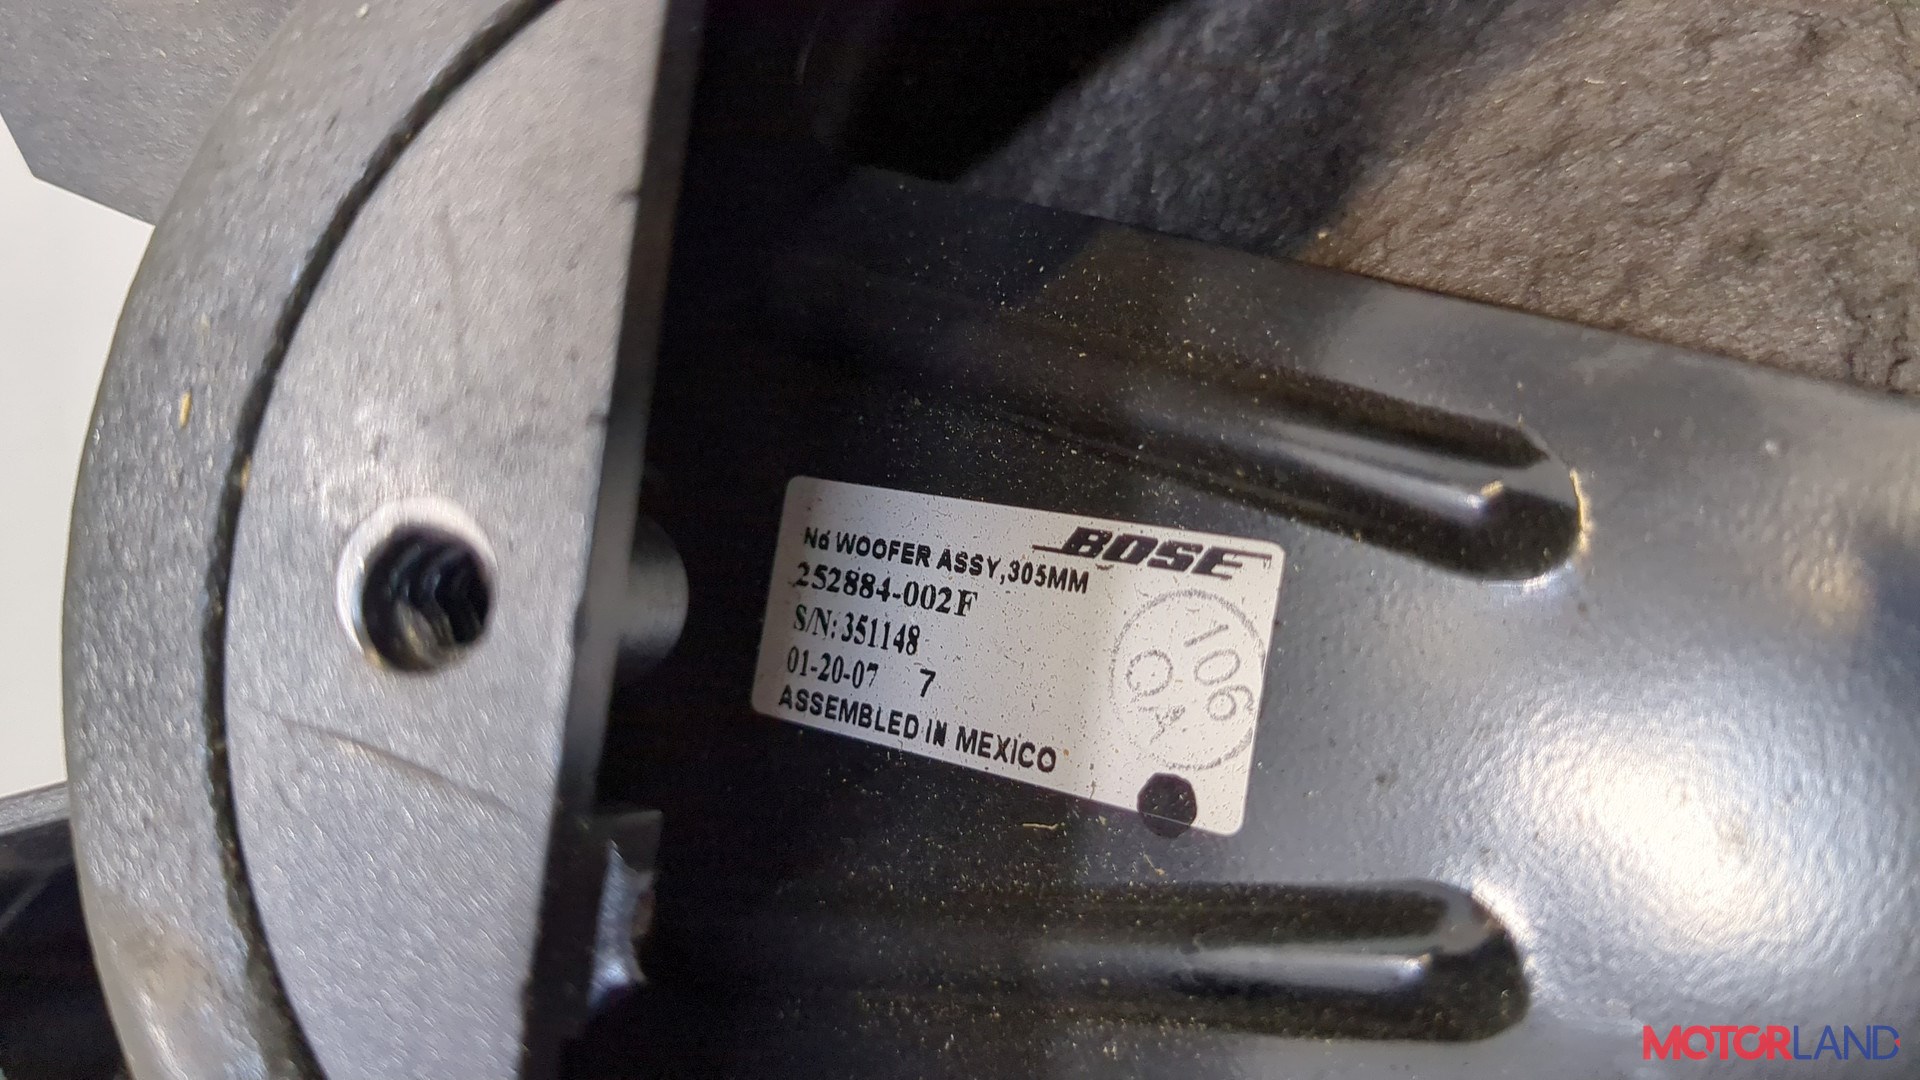 BOSE
Nd WOOFER ASSY,305MM
252884-002F
S/N: 351148
01-20-07 7
ASSEMBLED IN MEXICO
106
QA
MOTORLAND